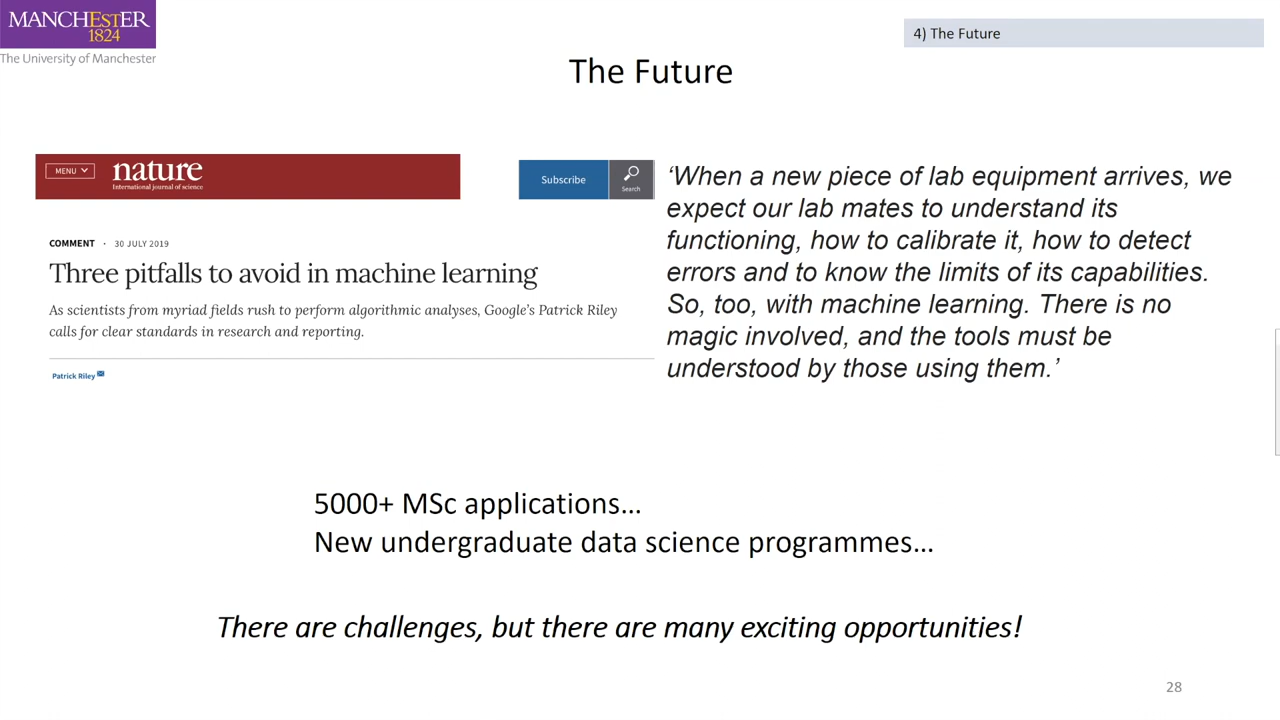 MANCHESTER
1824
The University of Manchester
4) The Future
The Future
MENU
nature
International journal of science
Subscribe
Search
COMMENT · 30 JULY 2019
Three pitfalls to avoid in machine learning
As scientists from myriad fields rush to perform algorithmic analyses, Google's Patrick Riley
calls for clear standards in research and reporting.
Patrick Riley
‘When a new piece of lab equipment arrives, we
expect our lab mates to understand its
functioning, how to calibrate it, how to detect
errors and to know the limits of its capabilities.
So, too, with machine learning. There is no
magic involved, and the tools must be
understood by those using them.’
5000+ MSc applications…
New undergraduate data science programmes…
There are challenges, but there are many exciting opportunities!
28